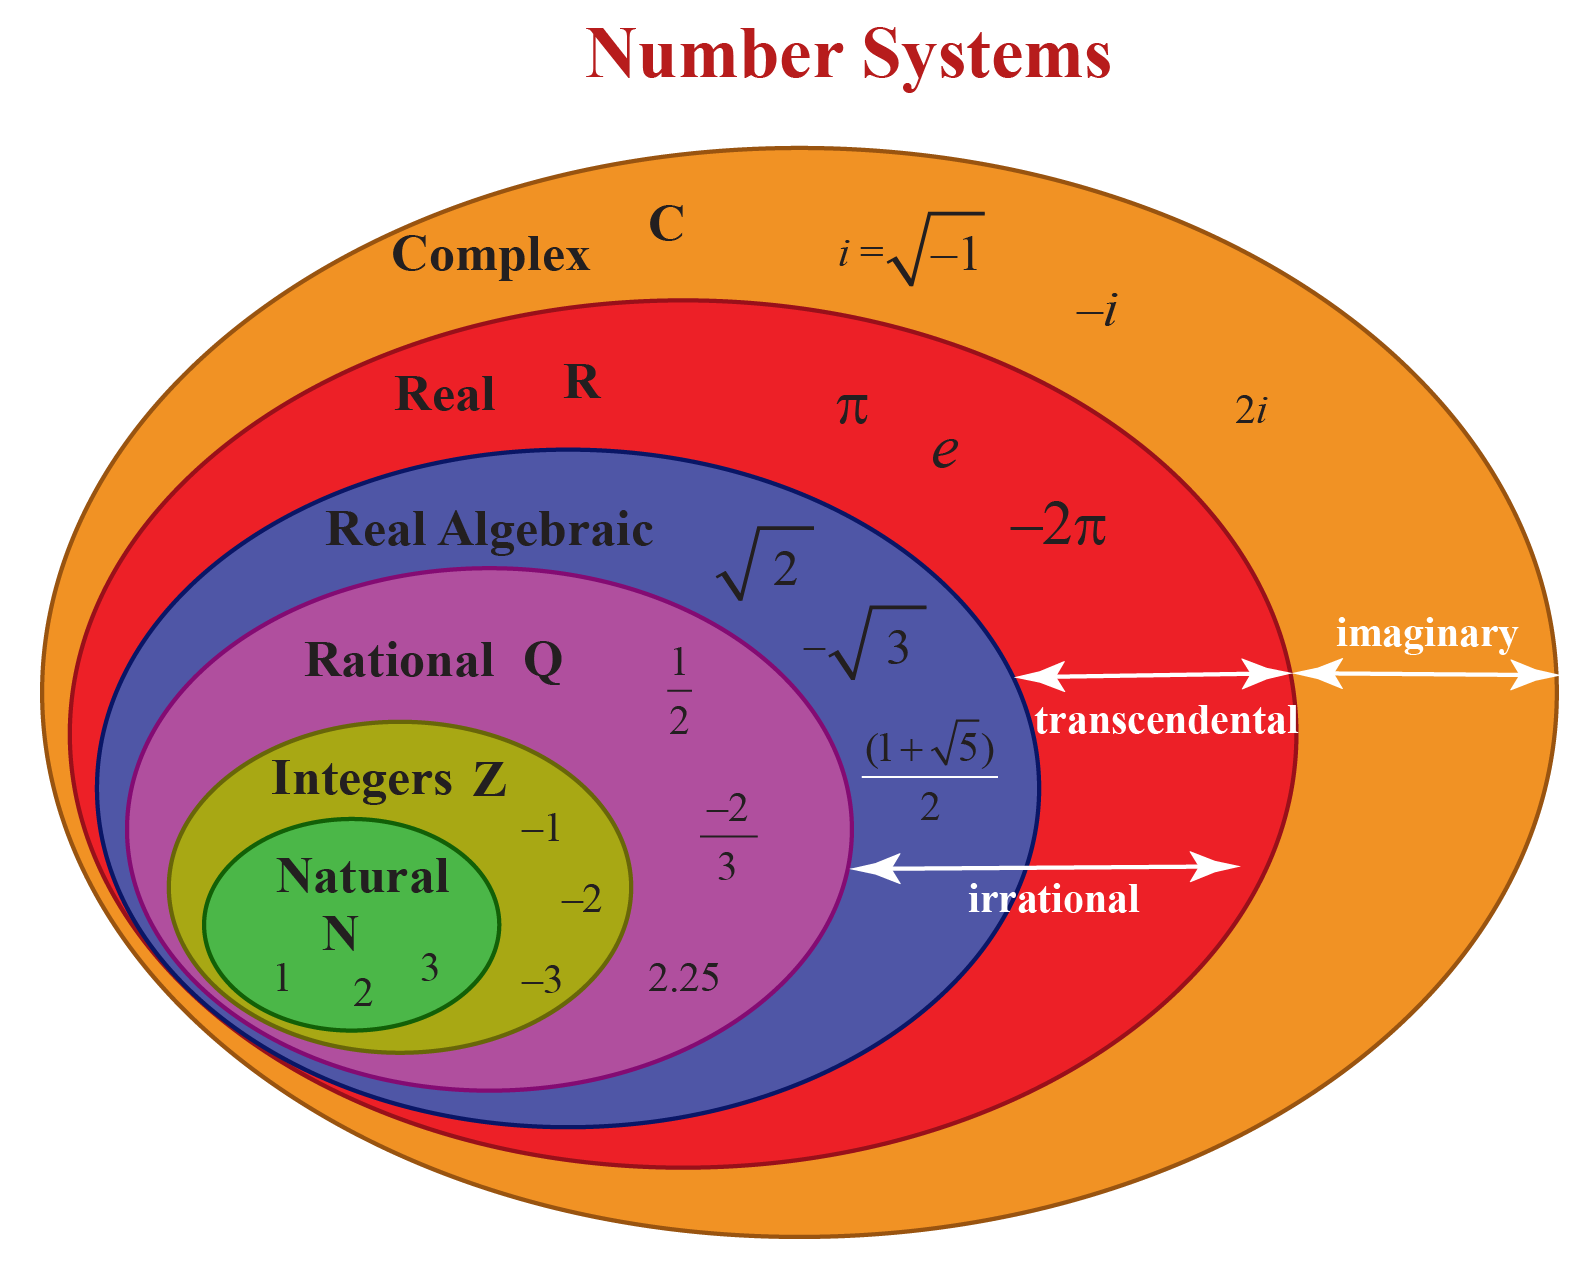 Number Systems
Complex C
i = √−1
−i
2i
Real R
π
e
−2π
Real Algebraic
√2
−√3
(1 + √5)
2
Rational Q
1
2
−2
3
2.25
Integers Z
−1
−2
−3
Natural
N
1 2 3
imaginary
transcendental
irrational